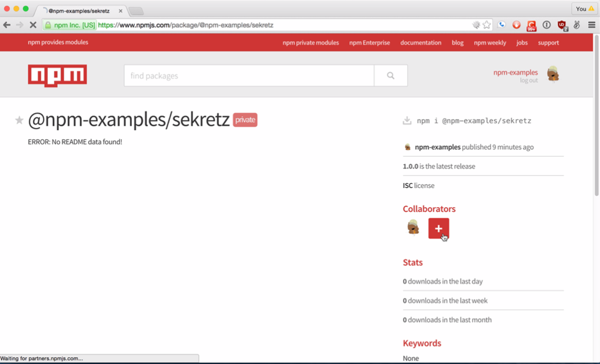 @npm-examples/sekretz
You
npm Inc. [US] https://www.npmjs.com/package/@npm-examples/sekretz
npm provides modules
npm private modules npm Enterprise documentation blog npm weekly jobs support
npm
find packages
npm-examples
log out
@npm-examples/sekretz private
ERROR: No README data found!
npm i @npm-examples/sekretz
npm-examples published 9 minutes ago
1.0.0 is the latest release
ISC license
Collaborators
+
Stats
0 downloads in the last day
0 downloads in the last week
0 downloads in the last month
Keywords
None
Waiting for partners.npmjs.com...